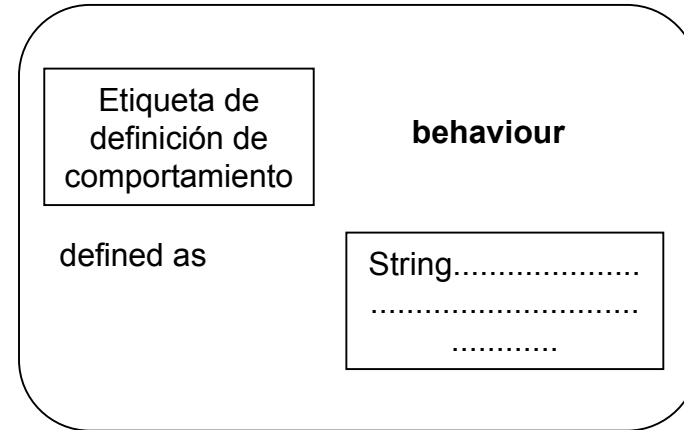 Etiqueta de
definición de
comportamiento
behaviour
defined as
String.....................
..............................
............